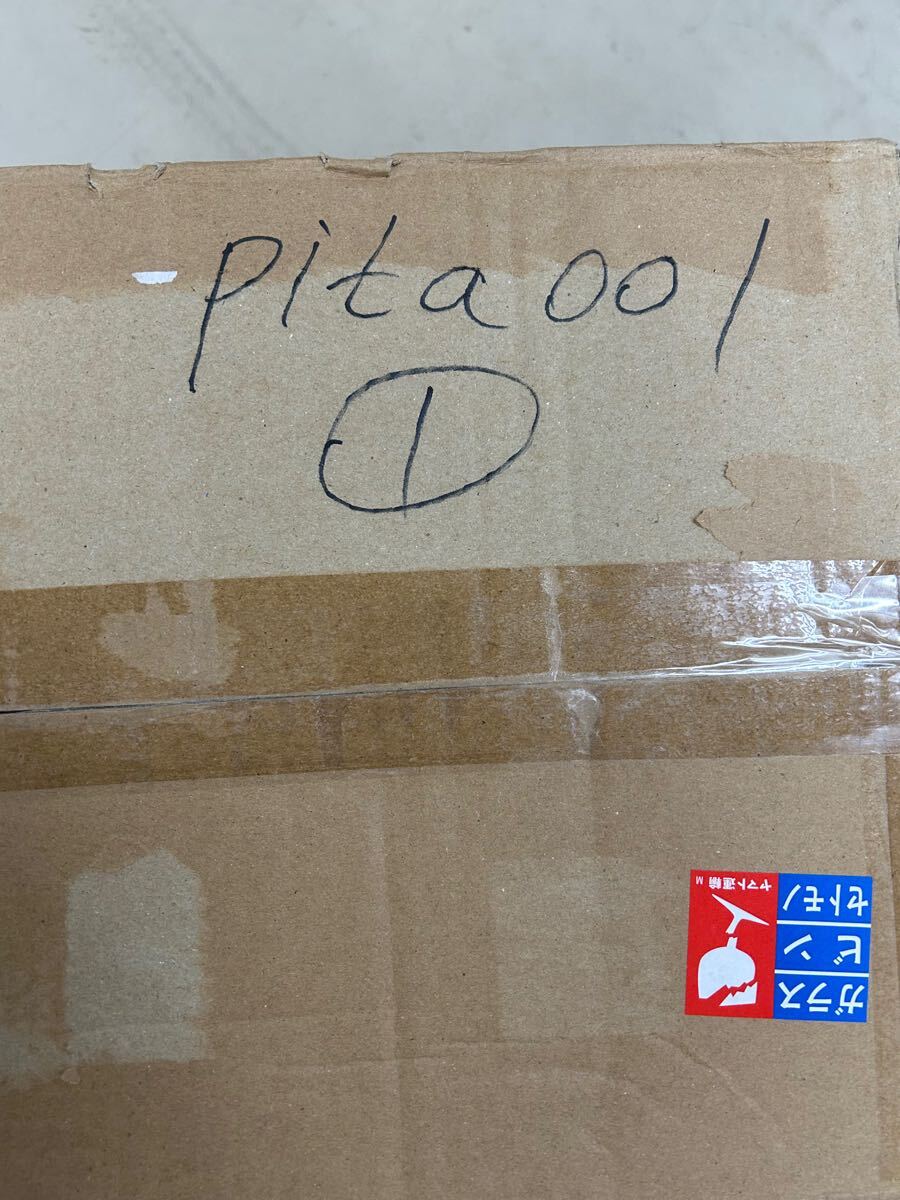 pita001
①
ガラス
ビン
セトモノ
ヤマト運輸 M